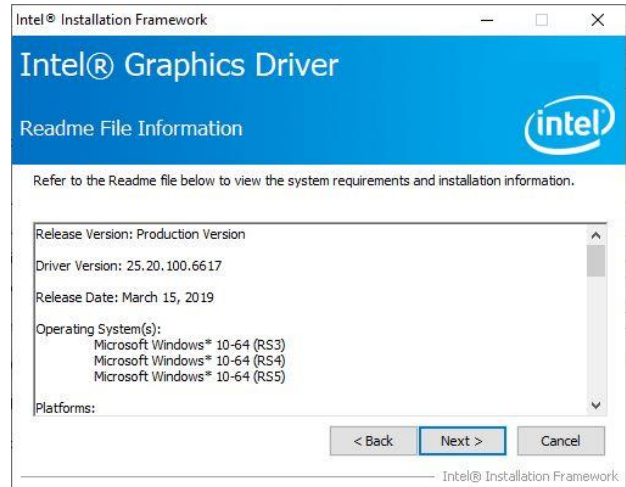 Intel® Installation Framework
Intel® Graphics Driver
Readme File Information
intel
Refer to the Readme file below to view the system requirements and installation information.
Release Version: Production Version
Driver Version: 25.20.100.6617
Release Date: March 15, 2019
Operating System(s):
Microsoft Windows* 10-64 (RS3)
Microsoft Windows* 10-64 (RS4)
Microsoft Windows* 10-64 (RS5)
Platforms:
< Back Next > Cancel
Intel® Installation Framework